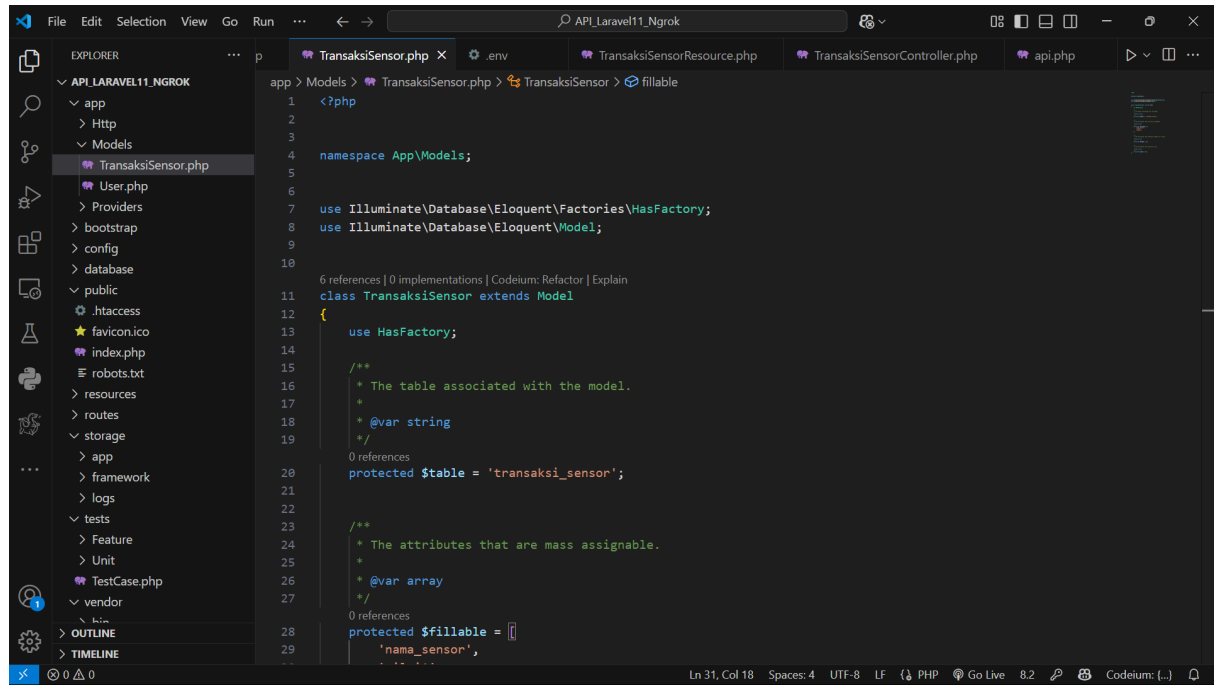 File Edit Selection View Go Run ··· API_Laravel11_Ngrok
EXPLORER ···
API_LARAVEL11_NGROK
app
Http
Models
TransaksiSensor.php
User.php
Providers
bootstrap
config
database
public
.htaccess
favicon.ico
index.php
robots.txt
resources
routes
storage
app
framework
logs
tests
Feature
Unit
TestCase.php
vendor
bin
OUTLINE
TIMELINE
p TransaksiSensor.php .env TransaksiSensorResource.php TransaksiSensorController.php api.php
app > Models > TransaksiSensor.php > TransaksiSensor > fillable
1 <?php
2
3
4 namespace App\Models;
5
6
7 use Illuminate\Database\Eloquent\Factories\HasFactory;
8 use Illuminate\Database\Eloquent\Model;
9
10
6 references | 0 implementations | Codeium: Refactor | Explain
11 class TransaksiSensor extends Model
12 {
13 use HasFactory;
14
15 /**
16 * The table associated with the model.
17 *
18 * @var string
19 */
0 references
20 protected $table = 'transaksi_sensor';
21
22
23 /**
24 * The attributes that are mass assignable.
25 *
26 * @var array
27 */
0 references
28 protected $fillable = [
29 'nama_sensor',
1
0 0 Ln 31, Col 18 Spaces: 4 UTF-8 LF PHP Go Live 8.2 Codeium: {...}